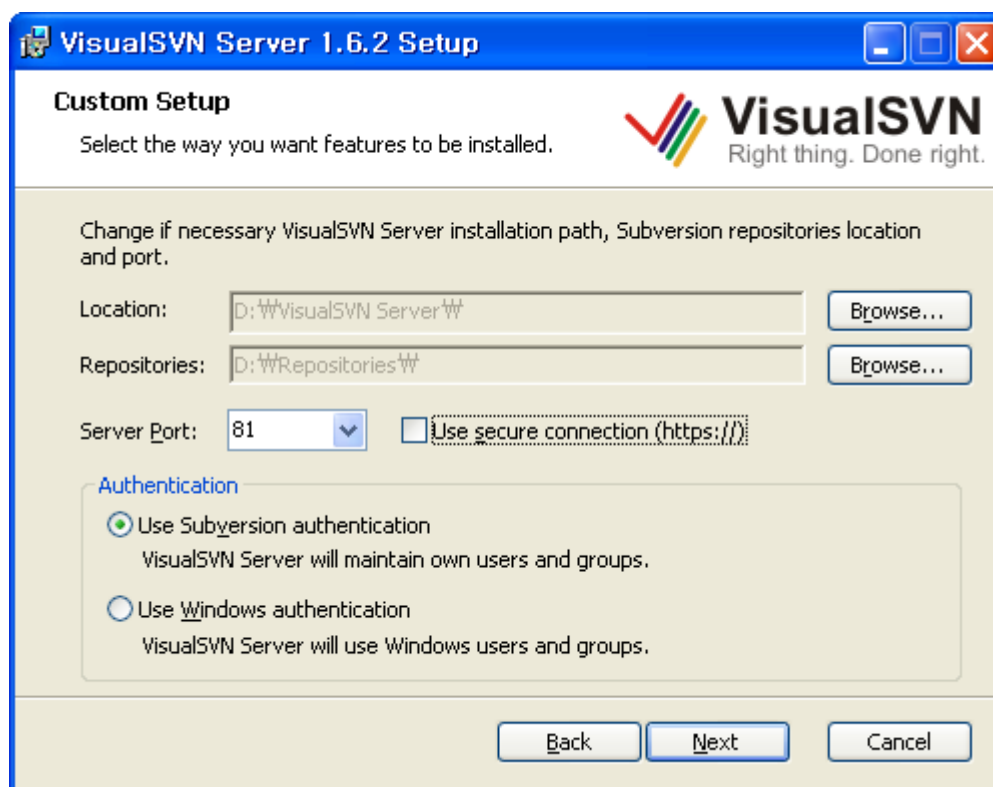 VisualSVN Server 1.6.2 Setup
Custom Setup
Select the way you want features to be installed.
VisualSVN
Right thing. Done right.
Change if necessary VisualSVN Server installation path, Subversion repositories location
and port.
Location: D:₩VisualSVN Server₩ Browse...
Repositories: D:₩Repositories₩ Browse...
Server Port: 81 Use secure connection (https://)
Authentication
Use Subversion authentication
VisualSVN Server will maintain own users and groups.
Use Windows authentication
VisualSVN Server will use Windows users and groups.
Back Next Cancel